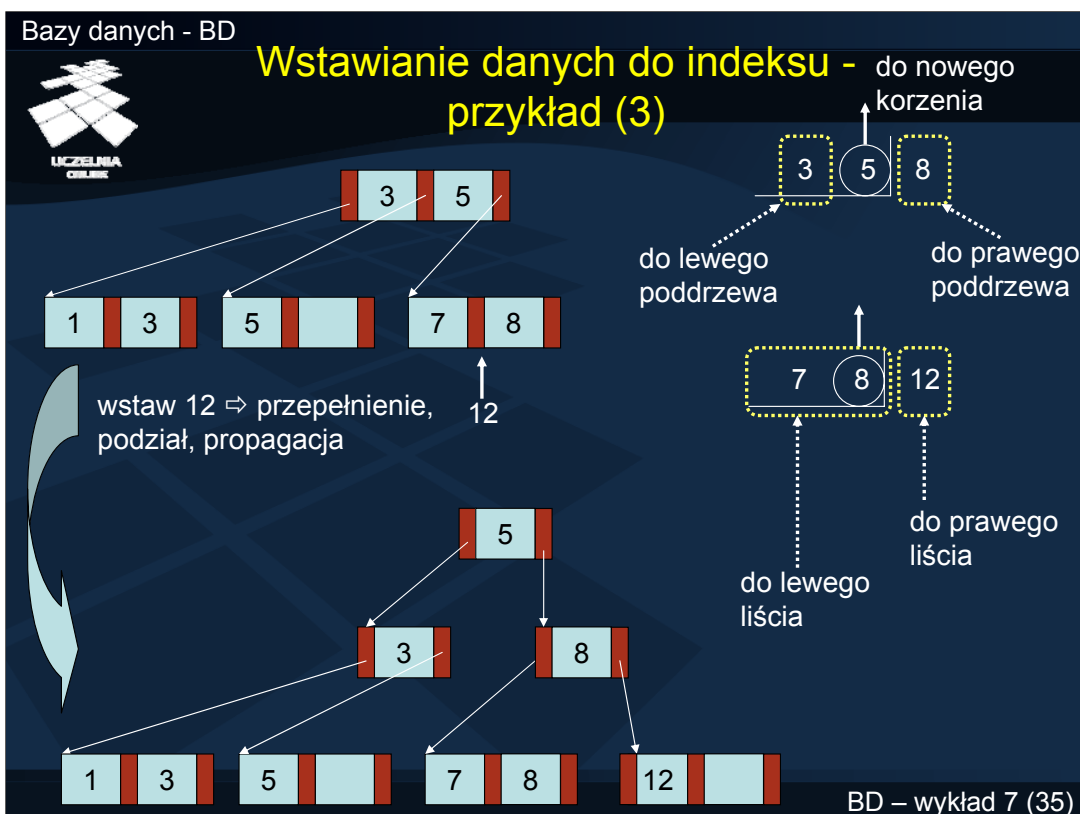 Bazy danych - BD
Wstawianie danych do indeksu -
przykład (3)
UCZELNIA
ONLINE
do nowego
korzenia
3 5 8
do lewego
poddrzewa
do prawego
poddrzewa
3 5
1 3 5 7 8
12
wstaw 12 ⇨ przepełnienie,
podział, propagacja
7 8 12
do lewego
liścia
do prawego
liścia
5
3 8
1 3 5 7 8 12
BD – wykład 7 (35)